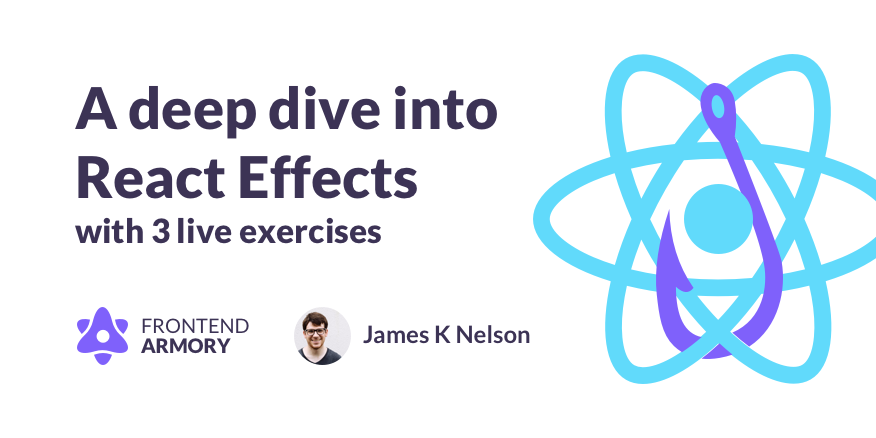 A deep dive into
React Effects
with 3 live exercises
FRONTEND
ARMORY
James K Nelson